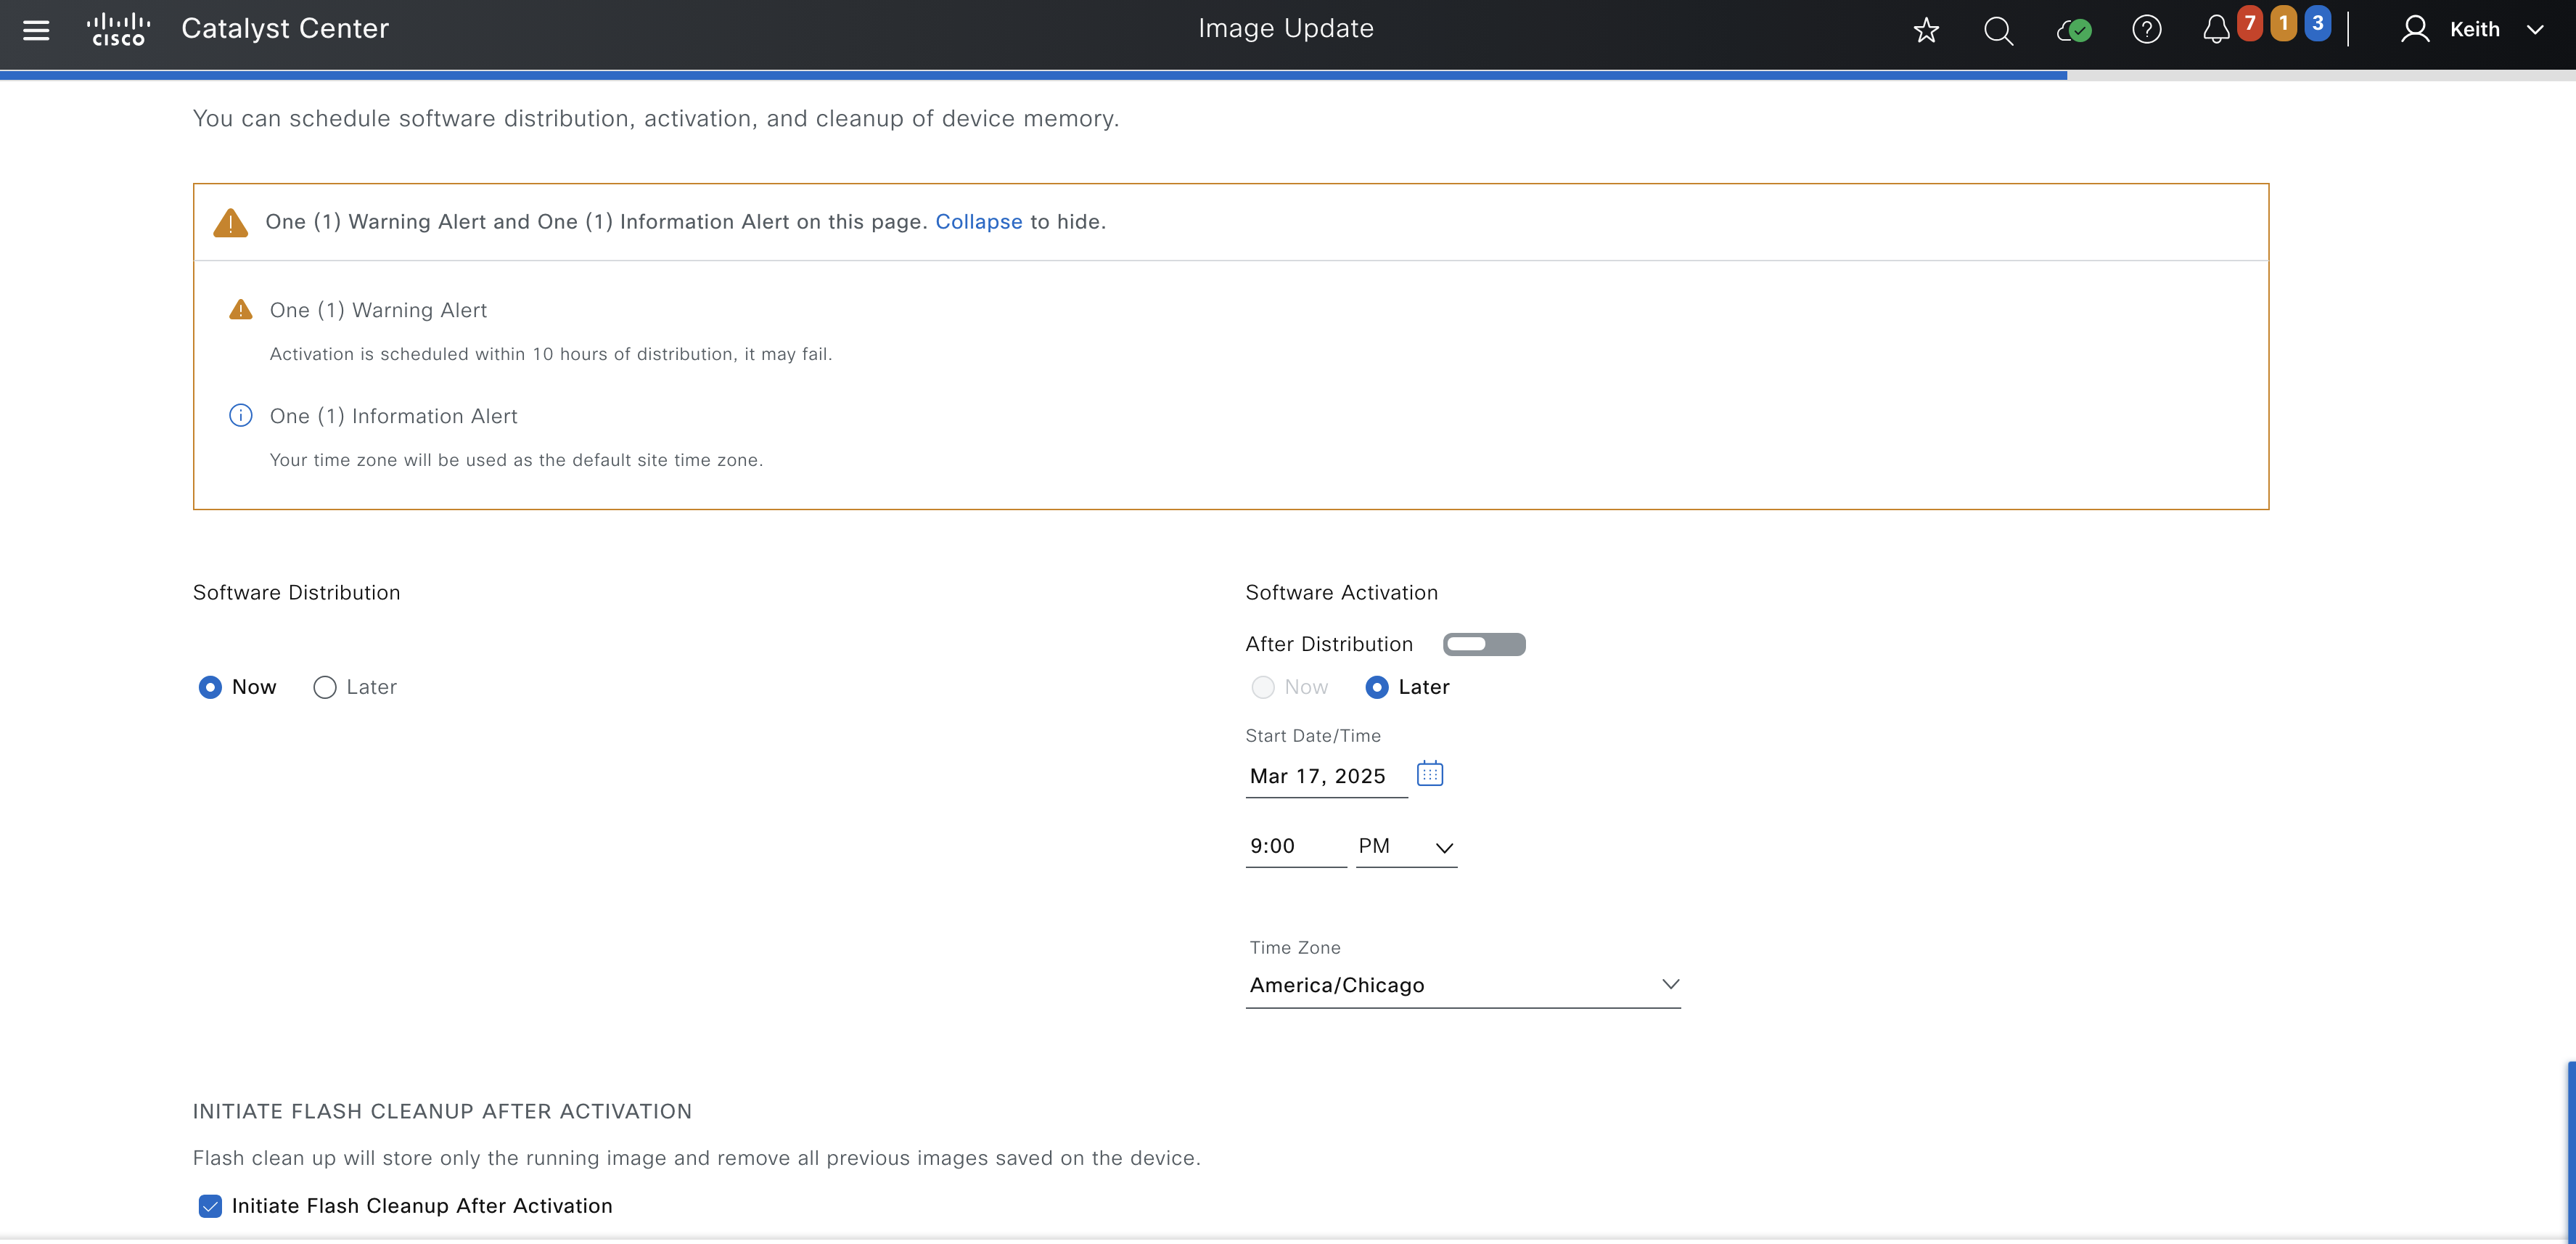 CISCO
Catalyst Center
Image Update
7
1
3
Keith
You can schedule software distribution, activation, and cleanup of device memory.
One (1) Warning Alert and One (1) Information Alert on this page. Collapse to hide.
One (1) Warning Alert
Activation is scheduled within 10 hours of distribution, it may fail.
One (1) Information Alert
Your time zone will be used as the default site time zone.
Software Distribution
Now
Later
Software Activation
After Distribution
Now
Later
Start Date/Time
Mar 17, 2025
9:00
PM
Time Zone
America/Chicago
INITIATE FLASH CLEANUP AFTER ACTIVATION
Flash clean up will store only the running image and remove all previous images saved on the device.
Initiate Flash Cleanup After Activation